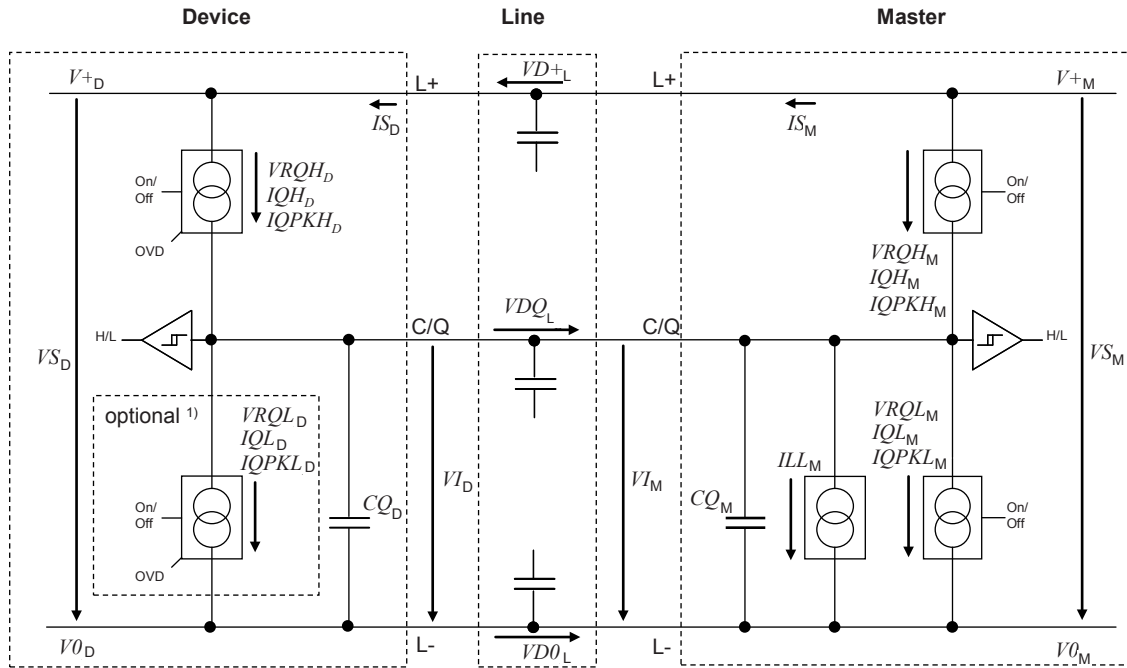 Device
Line
Master
V+D
L+
VD+L
L+
V+M
ISD
ISM
On/
Off
OVD
VRQHD
IQHD
IQPKHD
On/
Off
VRQHM
IQHM
IQPKHM
H/L
C/Q
VDQL
C/Q
H/L
VSD
VSM
optional 1)
VRQLD
IQLD
IQPKLD
On/
Off
OVD
CQD
VID
VIM
CQM
ILLM
VRQLM
IQLM
IQPKLM
On/
Off
V0D
L-
VD0L
L-
V0M